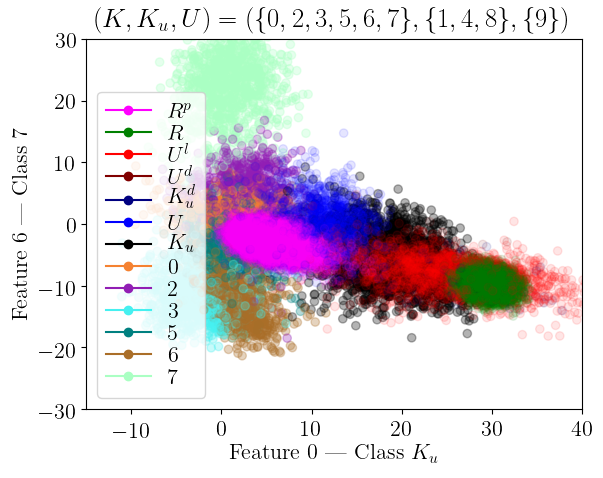 (K, K_u, U) = ({0, 2, 3, 5, 6, 7}, {1, 4, 8}, {9})
30
20
10
0
−10
−20
−30
Feature 6 — Class 7
R^p
R
U^l
U^d
K_u^d
U
K_u
0
2
3
5
6
7
−10 0 10 20 30 40
Feature 0 — Class K_u